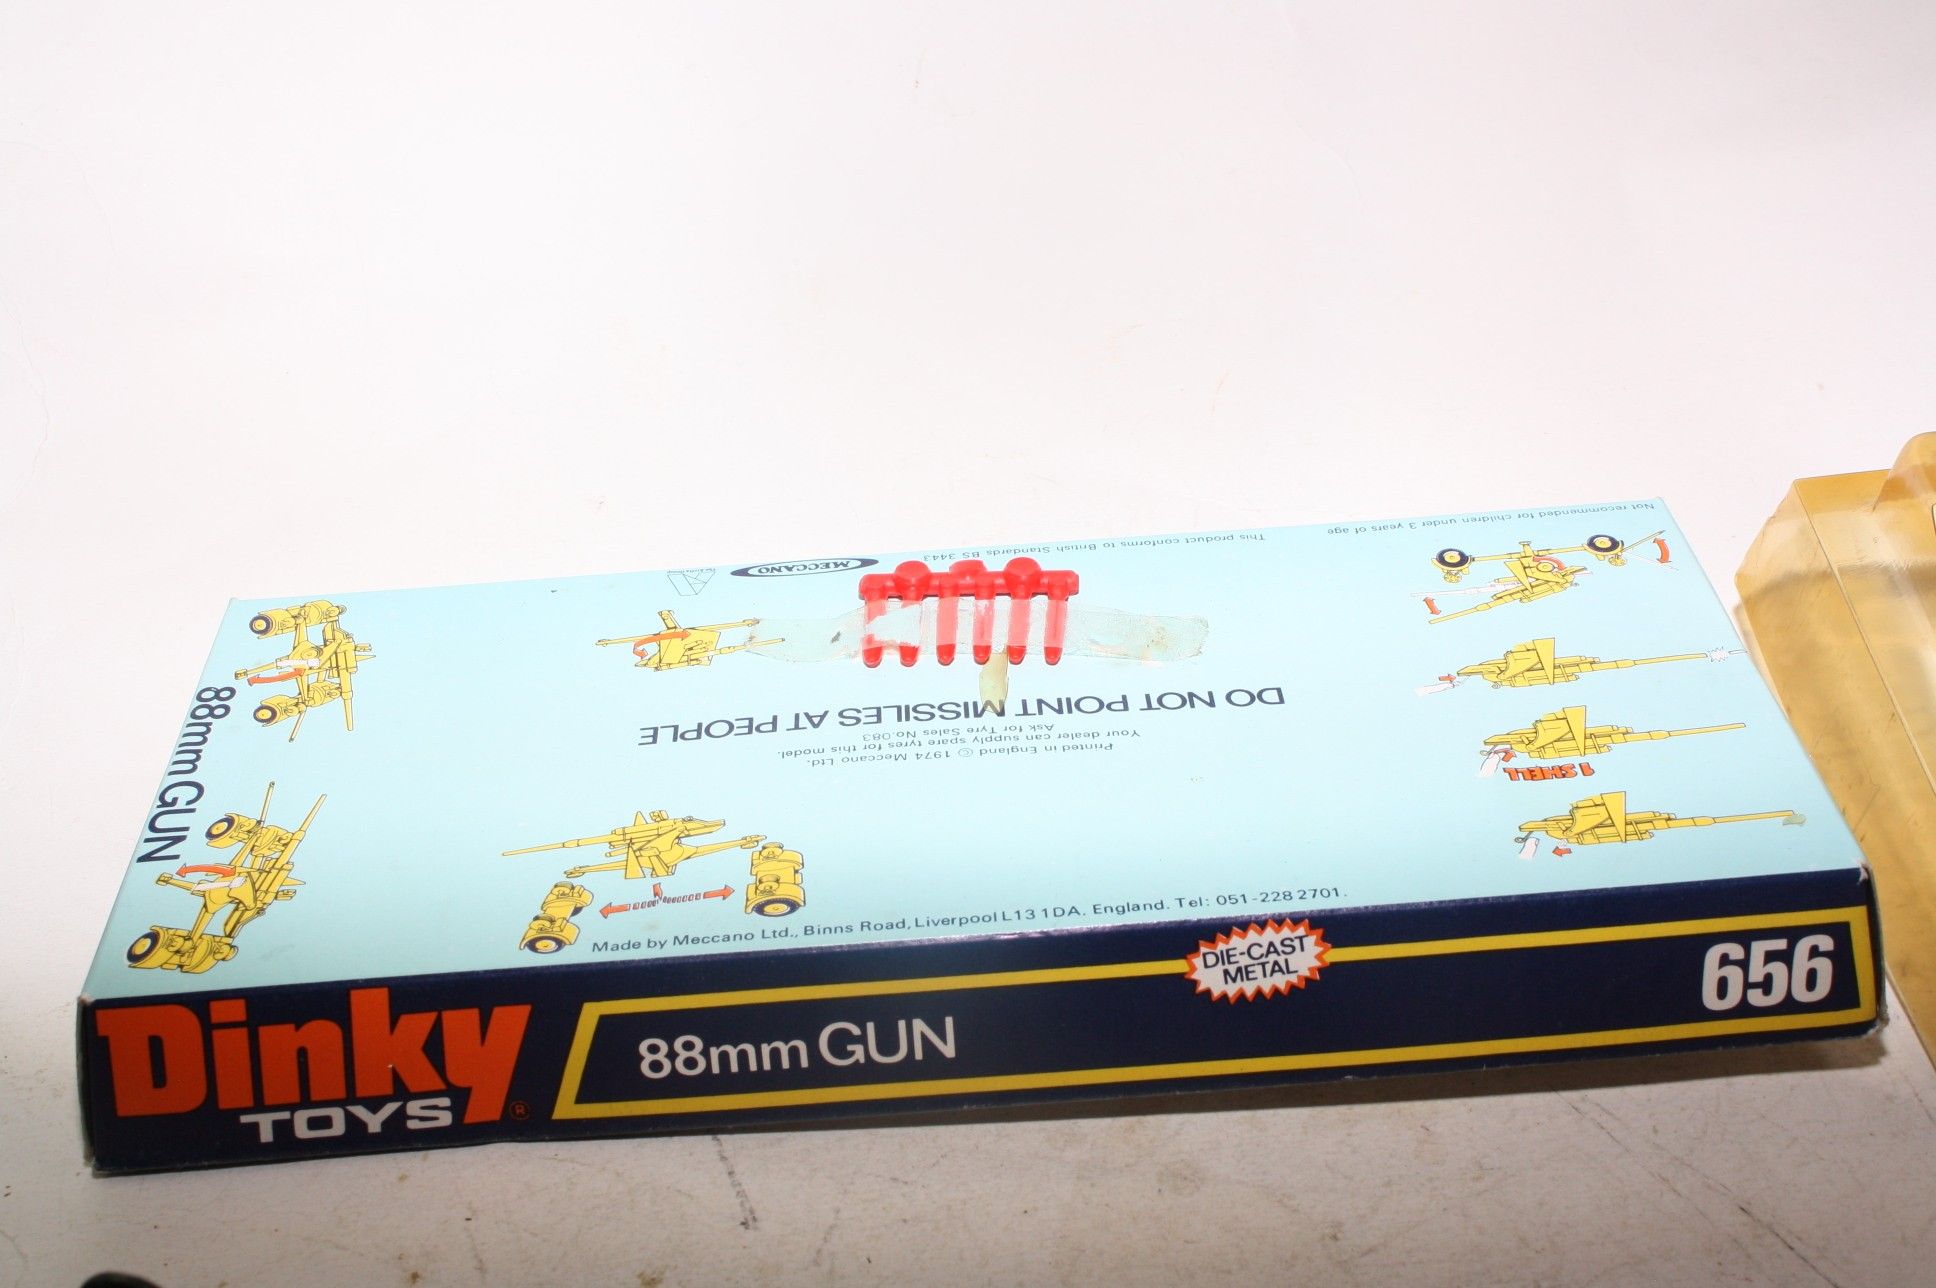 Not recommended for children under 3 years of age
This product conforms to British Standards BS 3443
MECCANO
DO NOT POINT MISSILES AT PEOPLE
Your dealer can supply spare tyres for this model.
Ask for Tyre Sales No.083
Printed in England © 1974 Meccano Ltd.
1 SHELL
88mm GUN
Made by Meccano Ltd., Binns Road, Liverpool L13 1DA. England. Tel: 051-228 2701.
Dinky
TOYS®
88mm GUN
DIE-CAST
METAL
656